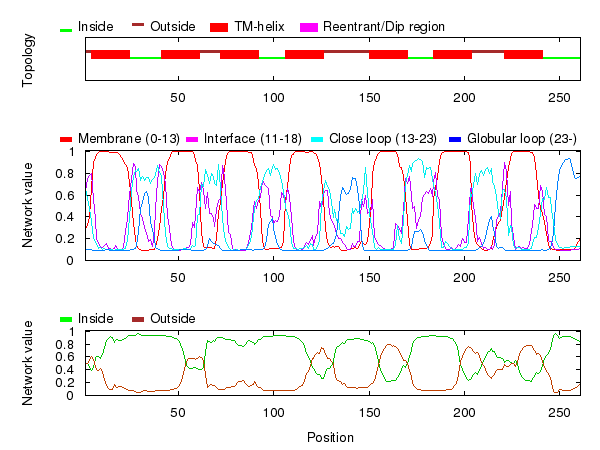 Inside Outside TM-helix Reentrant/Dip region
Topology
50 100 150 200 250
Membrane (0-13) Interface (11-18) Close loop (13-23) Globular loop (23-)
1
0.8
0.6
0.4
0.2
0
Network value
50 100 150 200 250
Inside Outside
1
0.8
0.6
0.4
0.2
0
Network value
50 100 150 200 250
Position